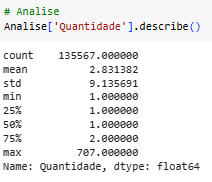 # Analise
Analise['Quantidade'].describe()
count    135567.000000
mean          2.831382
std           9.135691
min           1.000000
25%           1.000000
50%           1.000000
75%           2.000000
max         707.000000
Name: Quantidade, dtype: float64